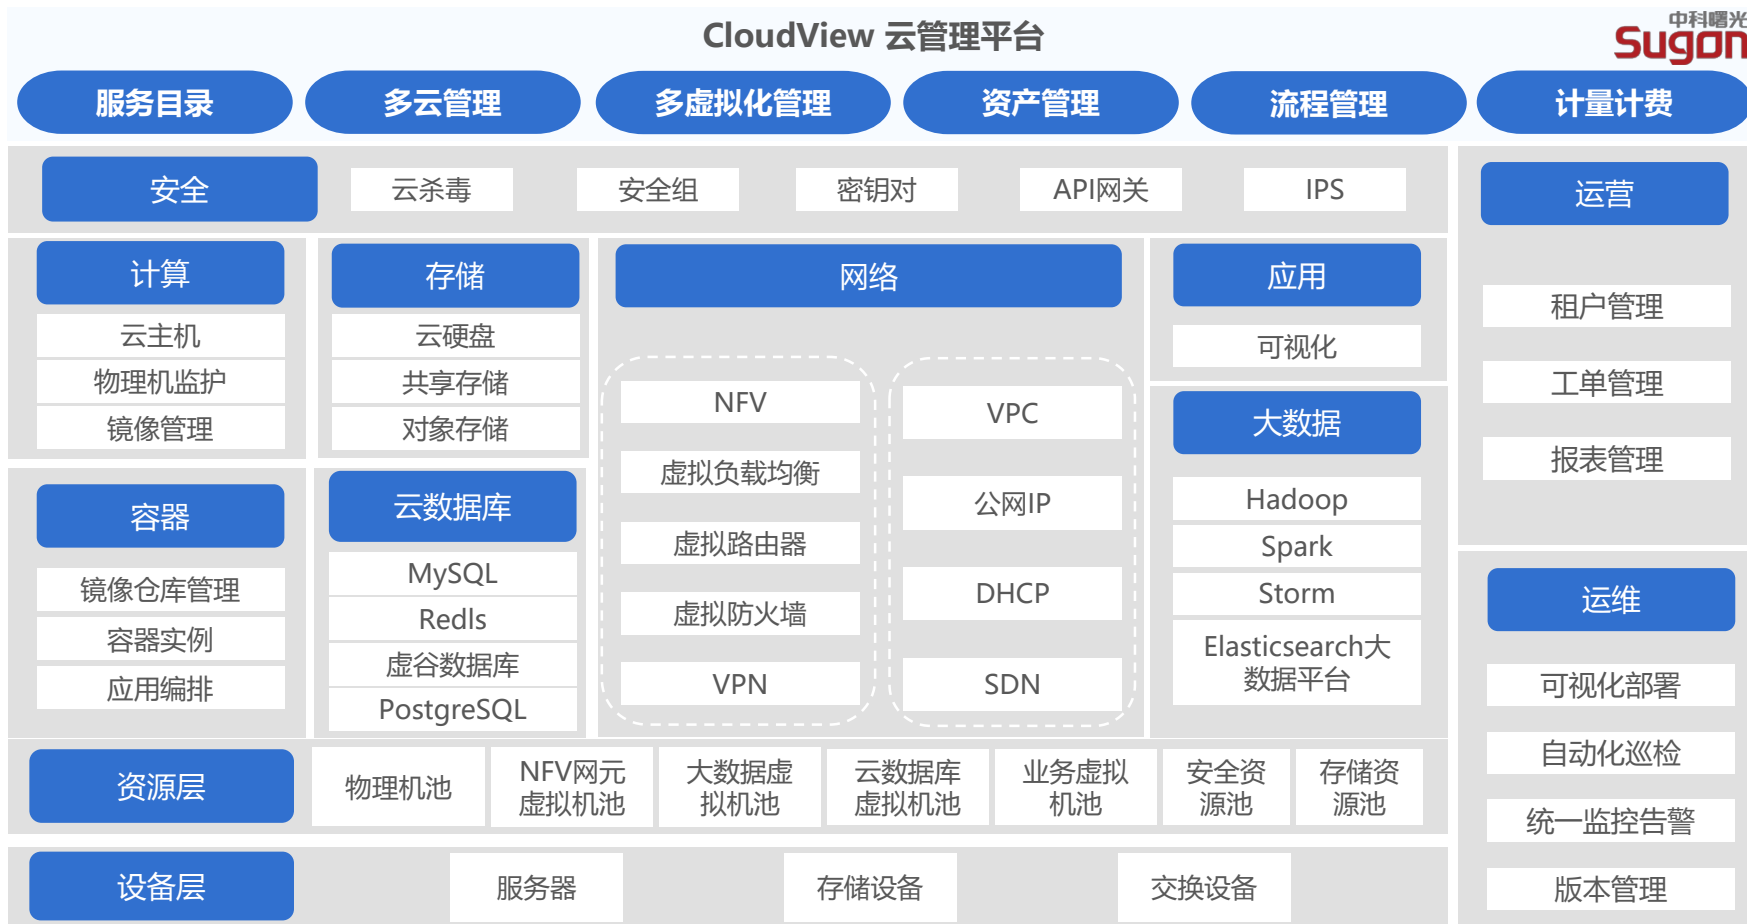 CloudView 云管理平台
中科曙光
Sugon
服务目录
多云管理
多虚拟化管理
资产管理
流程管理
计量计费
安全
云杀毒
安全组
密钥对
API网关
IPS
计算
云主机
物理机监护
镜像管理
存储
云硬盘
共享存储
对象存储
网络
NFV
虚拟负载均衡
虚拟路由器
虚拟防火墙
VPN
VPC
公网IP
DHCP
SDN
应用
可视化
大数据
Hadoop
Spark
Storm
Elasticsearch大
数据平台
容器
镜像仓库管理
容器实例
应用编排
云数据库
MySQL
Redls
虚谷数据库
PostgreSQL
资源层
物理机池
NFV网元
虚拟机池
大数据虚
拟机池
云数据库
虚拟机池
业务虚拟
机池
安全资
源池
存储资
源池
设备层
服务器
存储设备
交换设备
运营
租户管理
工单管理
报表管理
运维
可视化部署
自动化巡检
统一监控告警
版本管理